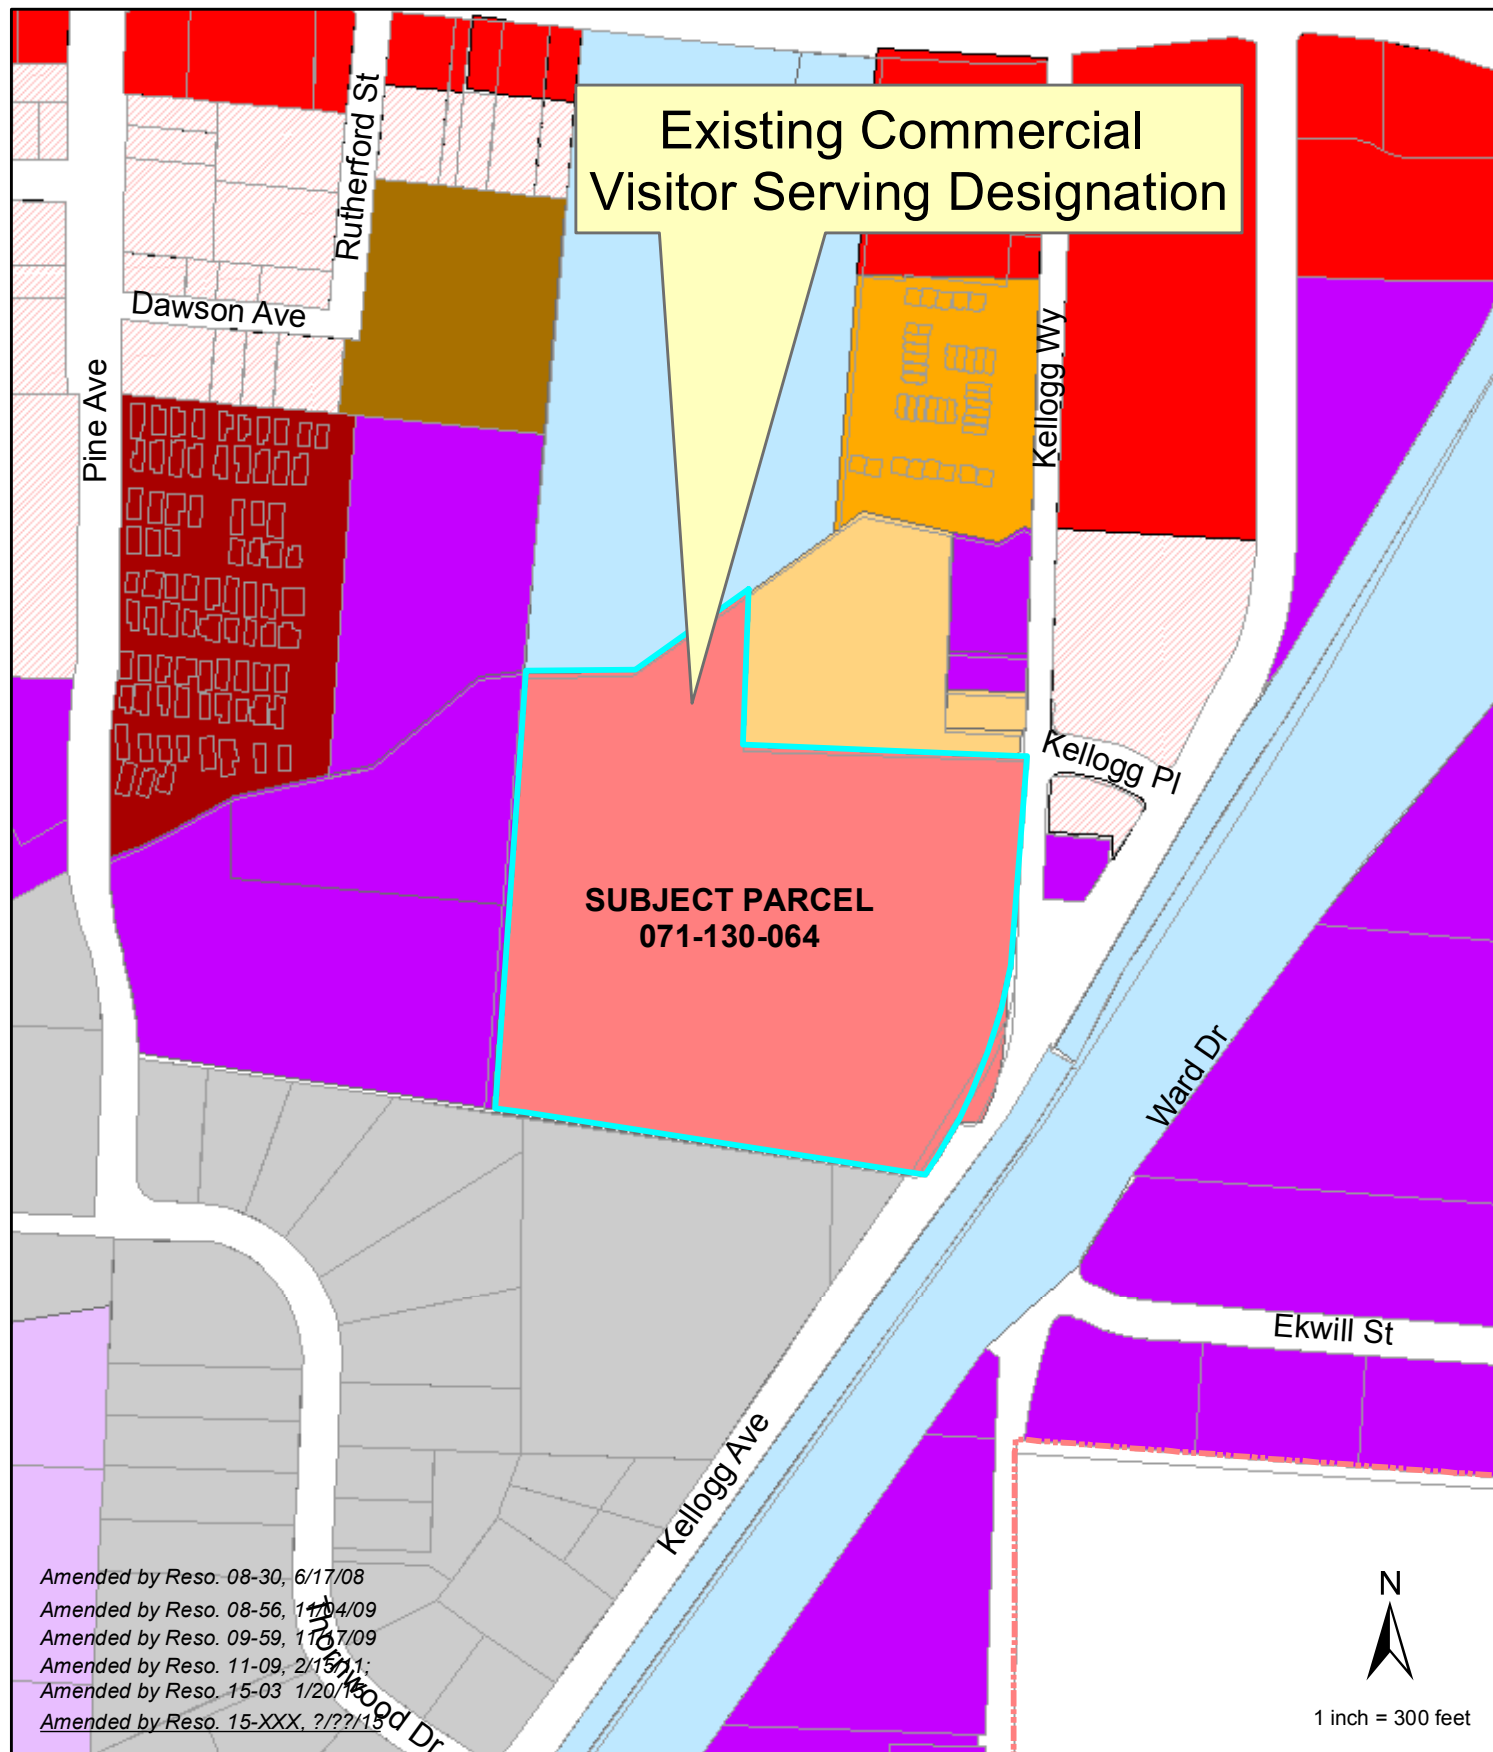 Existing Commercial
Visitor Serving Designation
Rutherford St
Dawson Ave
Pine Ave
Kellogg Wy
Kellogg Pl
SUBJECT PARCEL
071-130-064
Ward Dr
Ekwill St
Kellogg Ave
Thornwood Dr
Amended by Reso. 08-30, 6/17/08
Amended by Reso. 08-56, 11/04/09
Amended by Reso. 09-59, 11/17/09
Amended by Reso. 11-09, 2/15/11;
Amended by Reso. 15-03 1/20/15
Amended by Reso. 15-XXX, ?/??/15
N
1 inch = 300 feet